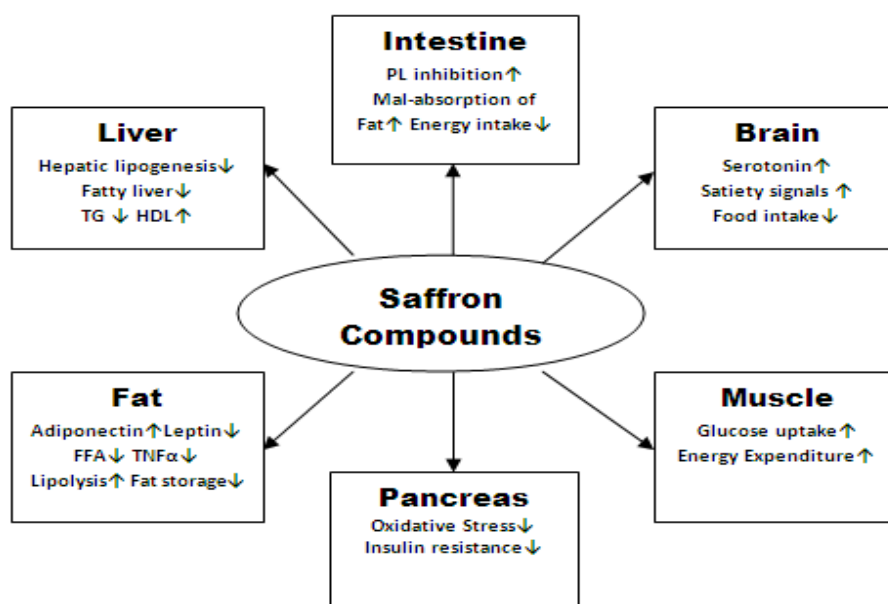 Intestine
PL inhibition↑
Mal-absorption of
Fat↑ Energy intake↓
Liver
Hepatic lipogenesis↓
Fatty liver↓
TG ↓ HDL↑
Brain
Serotonin↑
Satiety signals ↑
Food intake↓
Saffron
Compounds
Fat
Adiponectin↑Leptin↓
FFA↓ TNFα↓
Lipolysis↑ Fat storage↓
Muscle
Glucose uptake↑
Energy Expenditure↑
Pancreas
Oxidative Stress↓
Insulin resistance↓